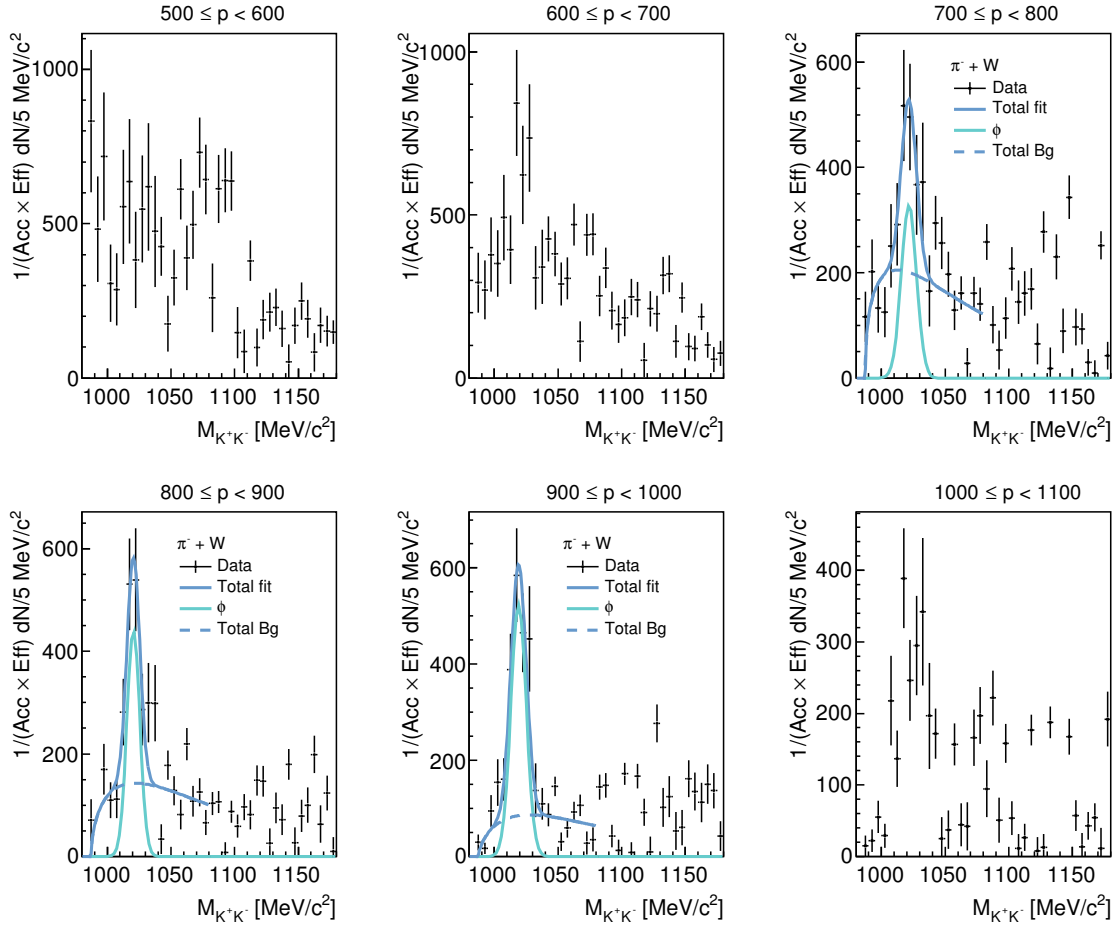 500 ≤ p < 600
1/(Acc × Eff) dN/5 MeV/c²
1000
500
0
1000 1050 1100 1150
M_{K⁺K⁻} [MeV/c²]
600 ≤ p < 700
1/(Acc × Eff) dN/5 MeV/c²
1000
500
0
1000 1050 1100 1150
M_{K⁺K⁻} [MeV/c²]
700 ≤ p < 800
1/(Acc × Eff) dN/5 MeV/c²
600
400
200
0
π⁻ + W
Data
Total fit
ϕ
Total Bg
1000 1050 1100 1150
M_{K⁺K⁻} [MeV/c²]
800 ≤ p < 900
1/(Acc × Eff) dN/5 MeV/c²
600
400
200
0
π⁻ + W
Data
Total fit
ϕ
Total Bg
1000 1050 1100 1150
M_{K⁺K⁻} [MeV/c²]
900 ≤ p < 1000
1/(Acc × Eff) dN/5 MeV/c²
600
400
200
0
π⁻ + W
Data
Total fit
ϕ
Total Bg
1000 1050 1100 1150
M_{K⁺K⁻} [MeV/c²]
1000 ≤ p < 1100
1/(Acc × Eff) dN/5 MeV/c²
400
300
200
100
0
1000 1050 1100 1150
M_{K⁺K⁻} [MeV/c²]